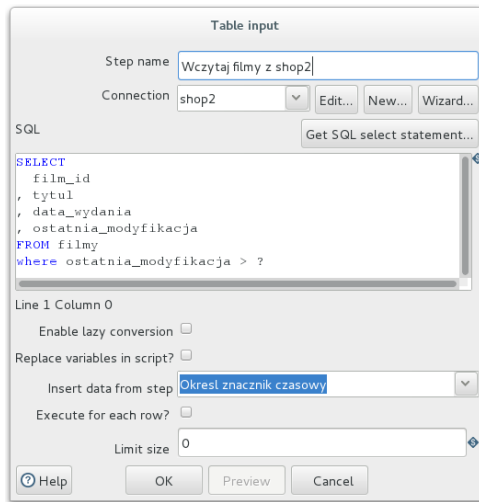 Table input
Step name Wczytaj filmy z shop2
Connection shop2 Edit... New... Wizard...
SQL Get SQL select statement...
SELECT
film_id
, tytul
, data_wydania
, ostatnia_modyfikacja
FROM filmy
where ostatnia_modyfikacja > ?
Line 1 Column 0
Enable lazy conversion
Replace variables in script?
Insert data from step Okresl znacznik czasowy
Execute for each row?
Limit size 0
Help OK Preview Cancel